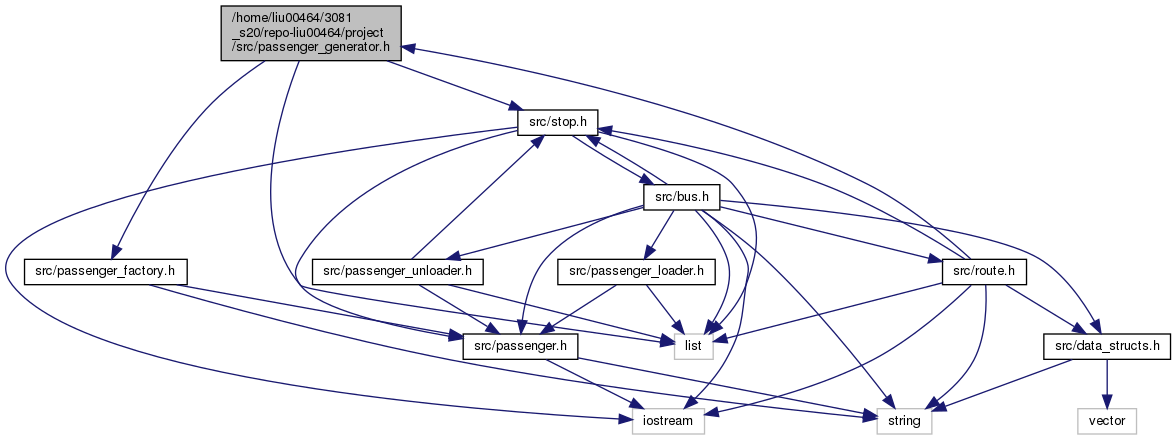 /home/liu00464/3081
_s20/repo-liu00464/project
/src/passenger_generator.h
src/stop.h
src/bus.h
src/passenger_factory.h
src/passenger_unloader.h
src/passenger_loader.h
src/route.h
src/passenger.h
list
src/data_structs.h
iostream
string
vector